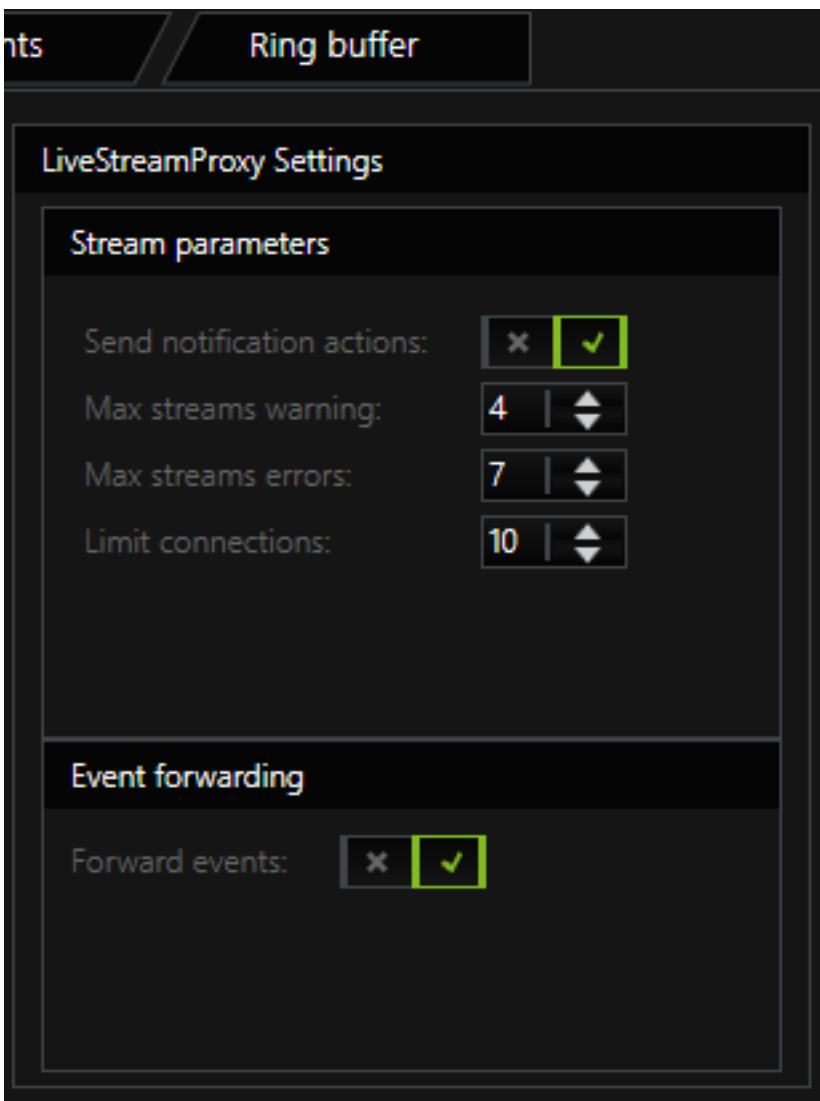 nts
Ring buffer
LiveStreamProxy Settings
Stream parameters
Send notification actions:
Max streams warning: 4
Max streams errors: 7
Limit connections: 10
Event forwarding
Forward events: